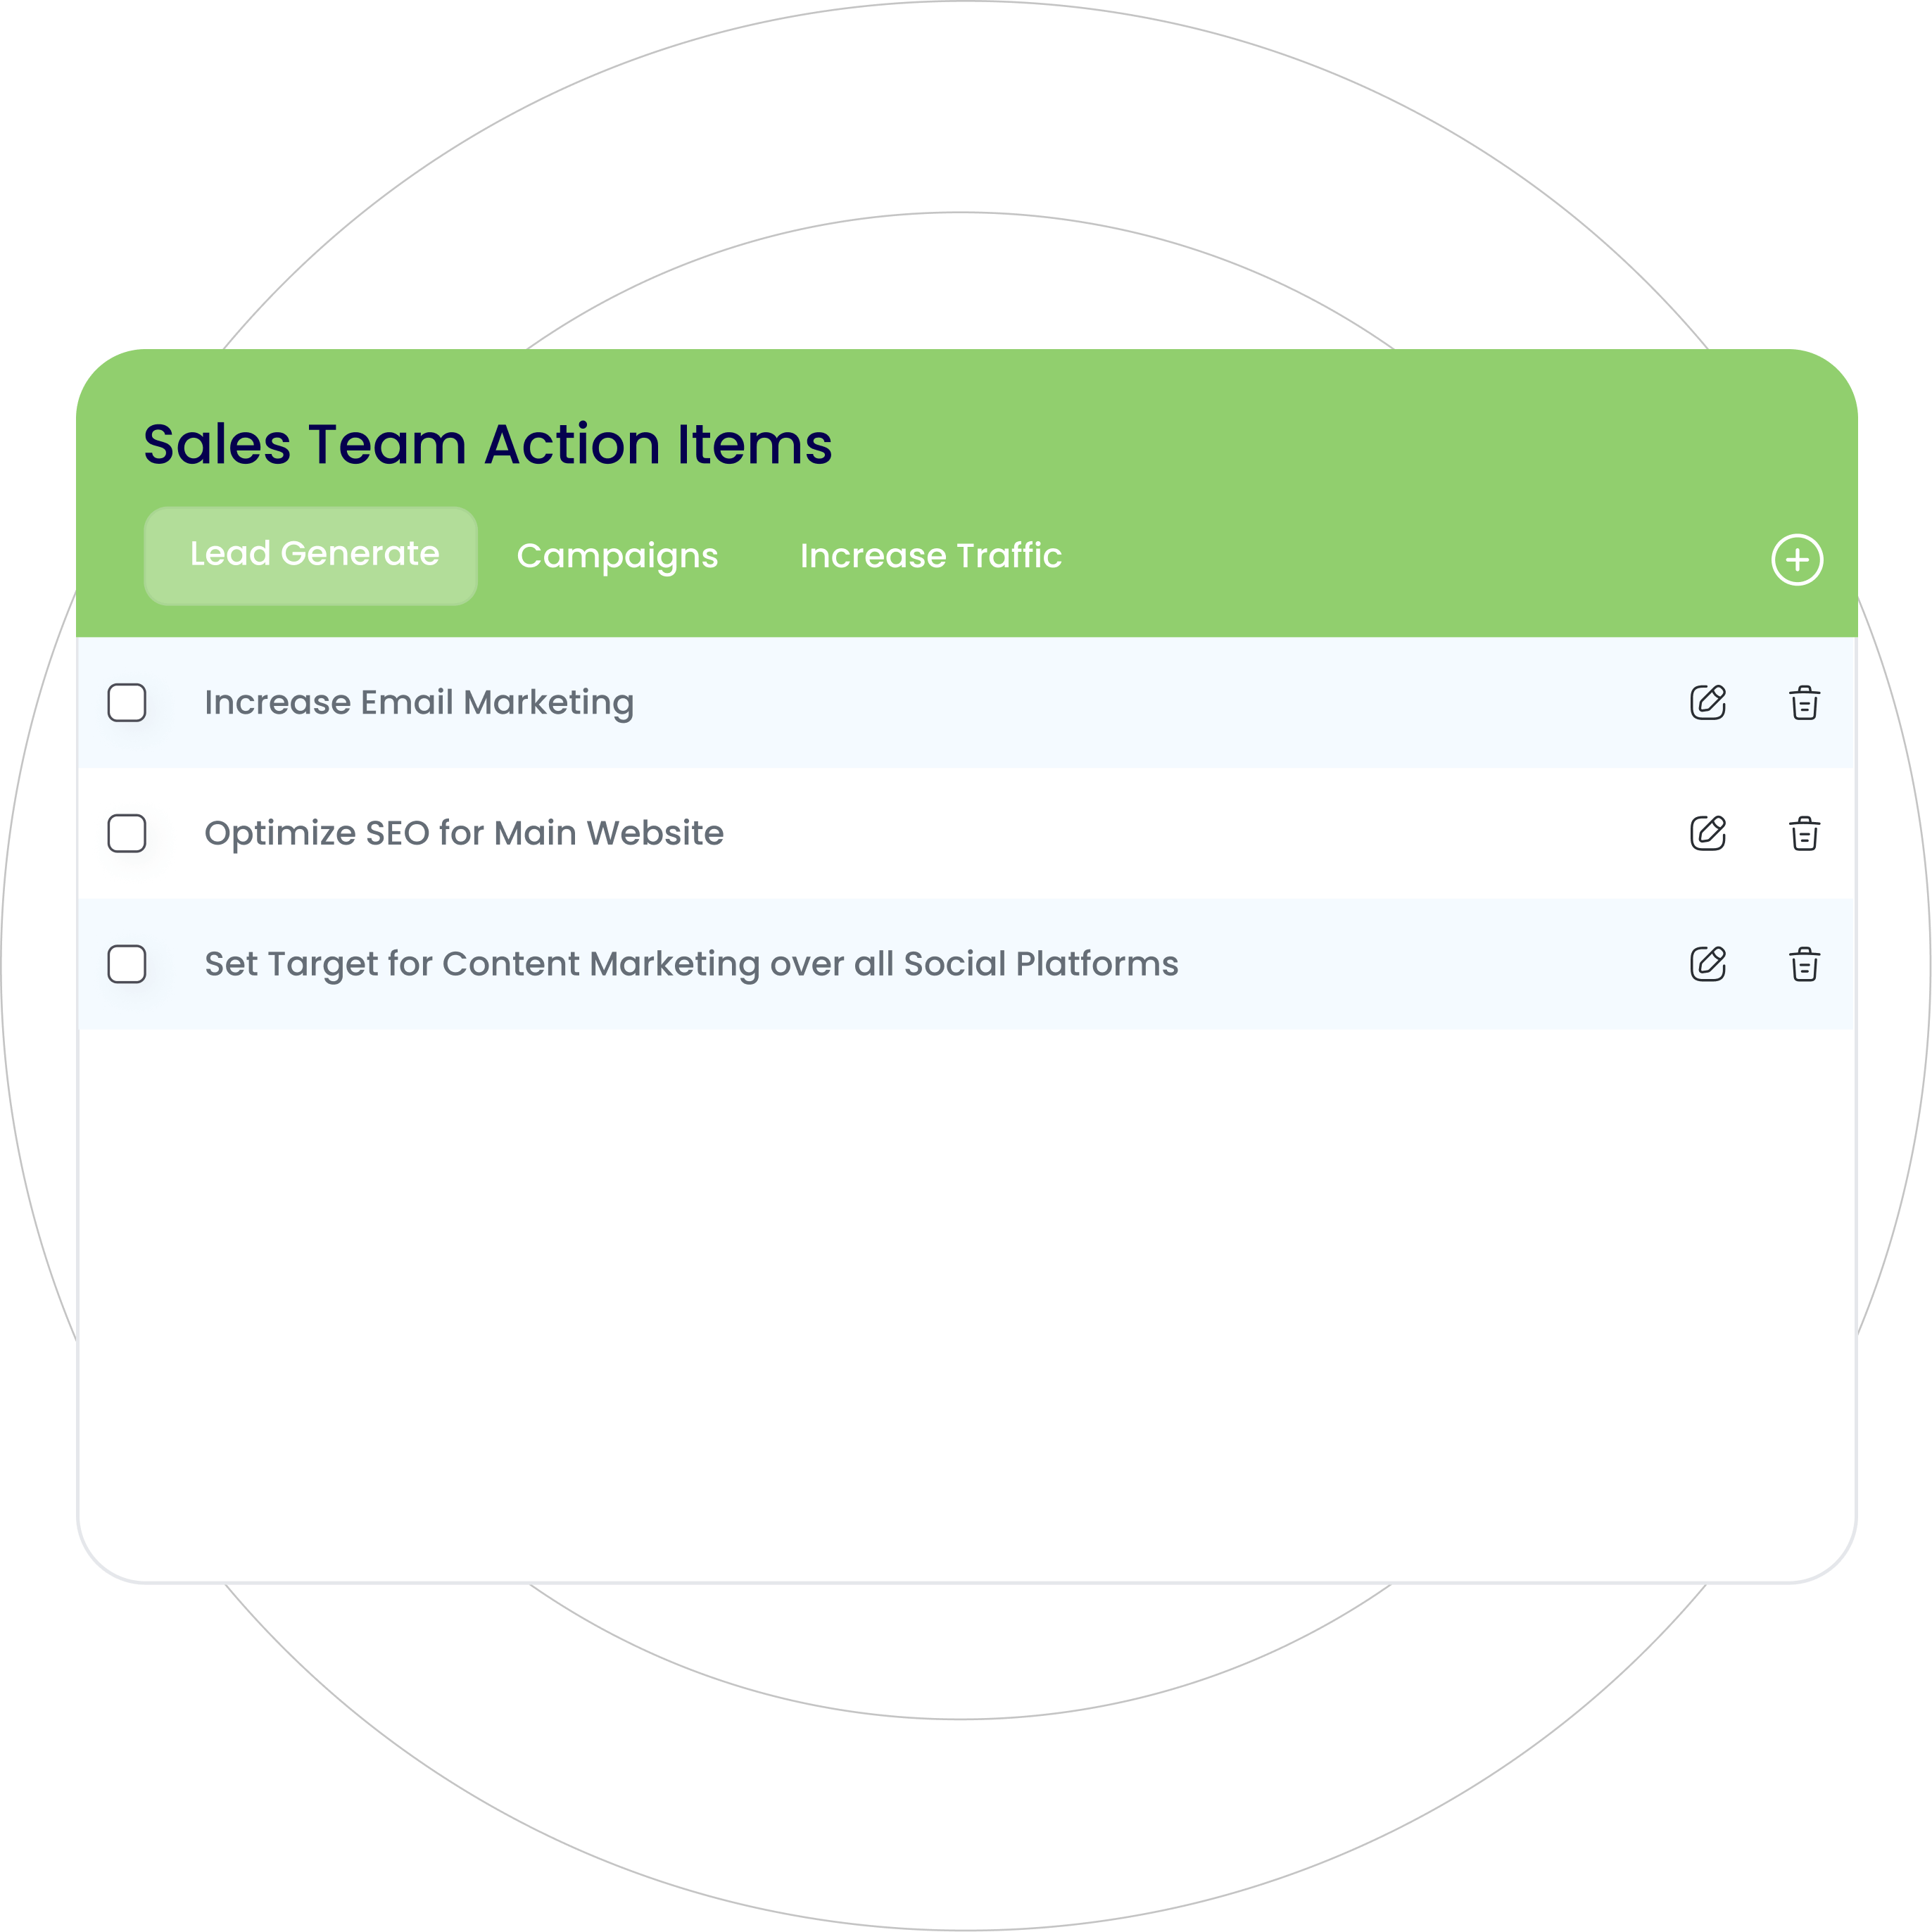 Sales Team Action Items
Lead Generate
Campaigns
Increase Traffic
Increase Email Marketing
Optimize SEO for Main Website
Set Target for Content Marketing over all Social Platforms